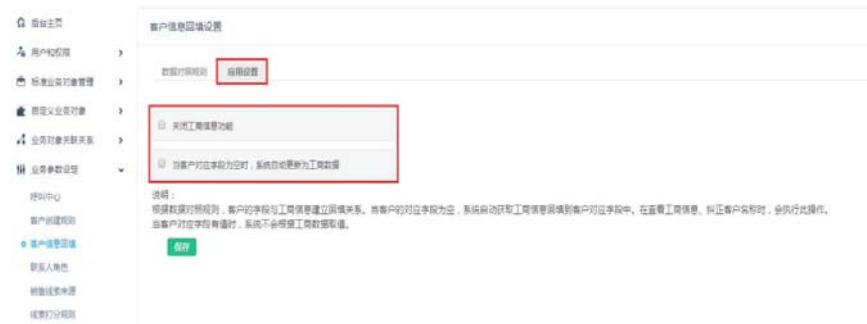 后台主页
用户和权限
标准业务对象管理
自定义业务对象
业务对象关联关系
业务参数设定
呼叫中心
客户创建规则
客户信息回填
联系人角色
销售线索来源
线索打分规则
客户信息回填设置
数据对照规则 应用设置
关闭工商信息功能
当客户对应字段为空时，系统自动更新为工商数据
说明：
根据数据对照规则，客户的字段与工商信息建立回填关系。当客户的对应字段为空，系统自动获取工商信息回填到客户对应字段中。在查看工商信息、纠正客户名称时，会执行此操作。
当客户对应字段有值时，系统不会根据工商数据取值。
保存